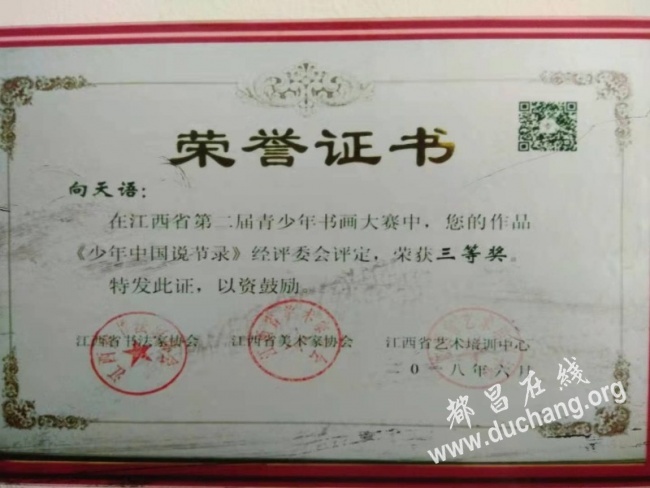 荣誉证书
向天语：
在江西省第二届青少年书画大赛中，您的作品
《少年中国说节录》经评委会评定，荣获三等奖。
特发此证，以资鼓励。
江西省书法家协会 江西省美术家协会 江西省艺术培训中心
二〇一八年六月
都昌在线
www.duchang.org